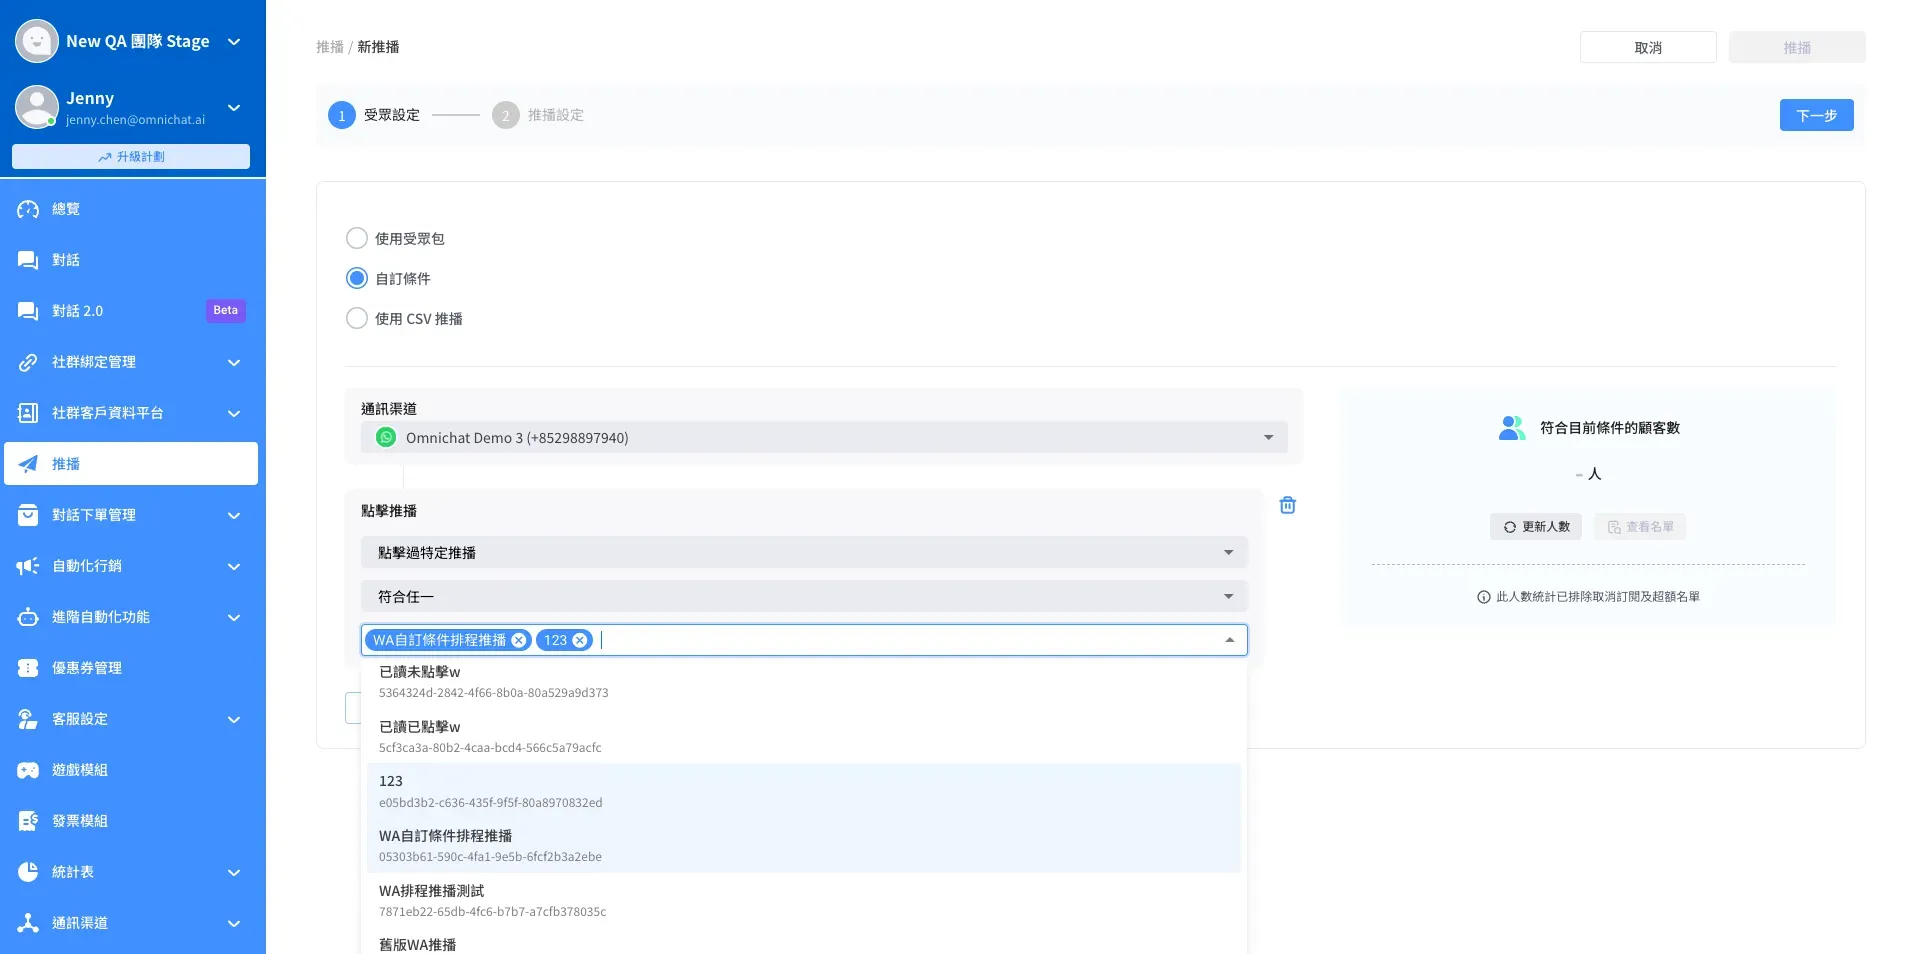 New QA 團隊 Stage
Jenny
jenny.chen@omnichat.ai
升級計劃
總覽
對話
對話 2.0
Beta
社群綁定管理
社群客戶資料平台
推播
對話下單管理
自動化行銷
進階自動化功能
優惠券管理
客服設定
遊戲模組
發票模組
統計表
通訊渠道
推播 / 新推播
取消
推播
1 受眾設定
2 推播設定
下一步
使用受眾包
自訂條件
使用 CSV 推播
通訊渠道
Omnichat Demo 3 (+85298897940)
點擊推播
點擊過特定推播
符合任一
WA自訂條件排程推播 123
已讀未點擊w
5364324d-2842-4f66-8b0a-80a529a9d373
已讀已點擊w
5cf3ca3a-80b2-4caa-bcd4-566c5a79acfc
123
e05bd3b2-c636-435f-9f5f-80a8970832ed
WA自訂條件排程推播
05303b61-590c-4fa1-9e5b-6fcf2b3a2ebe
WA排程推播測試
7871eb22-65db-4fc6-b7b7-a7cfb378035c
舊版WA推播
符合目前條件的顧客數
– 人
更新人數
查看名單
此人數統計已排除取消訂閱及超額名單